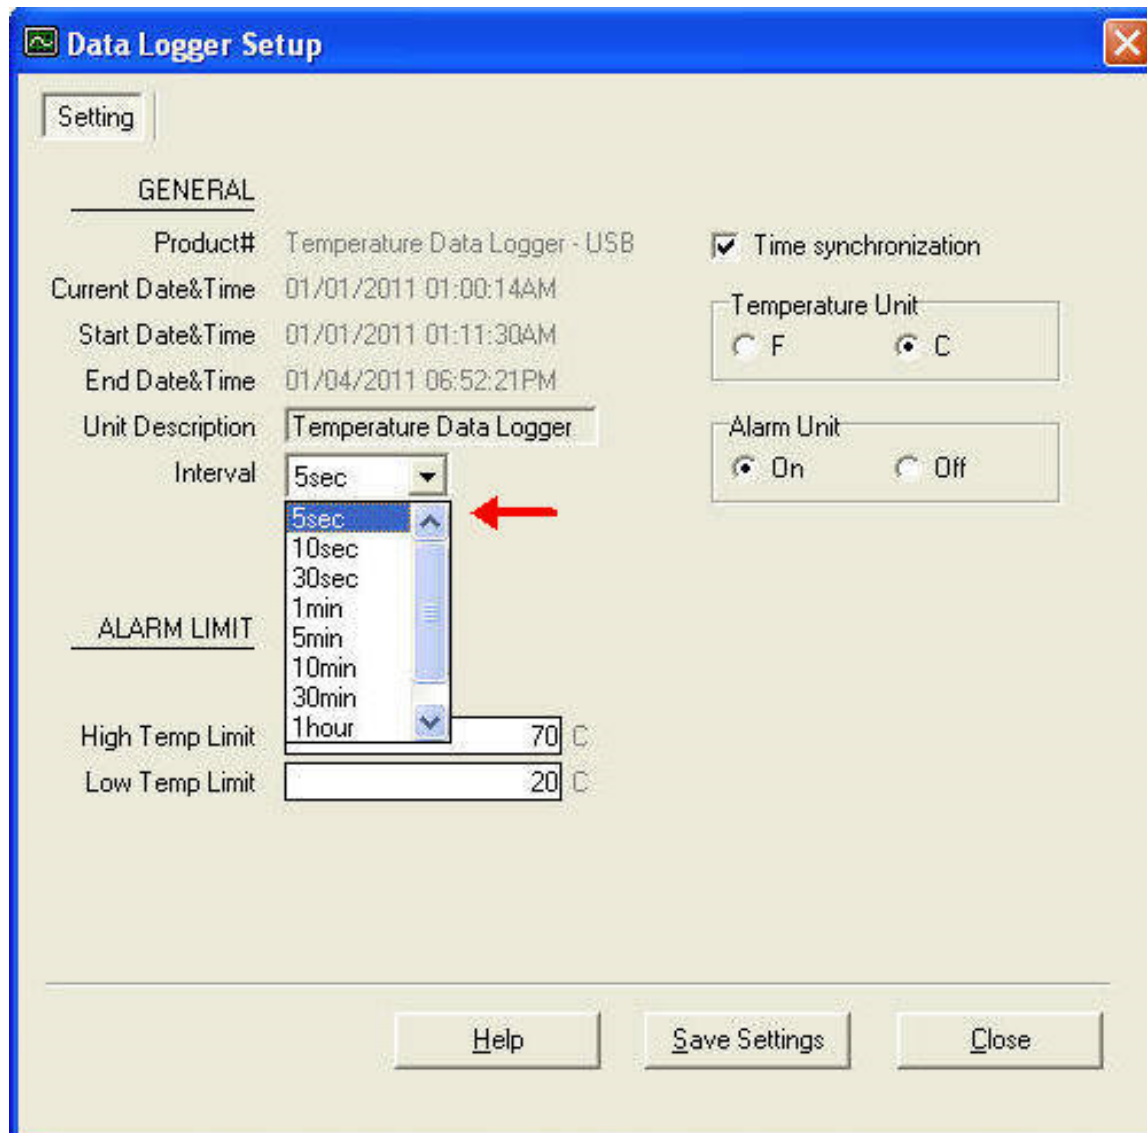 Data Logger Setup
Setting
GENERAL
Product# Temperature Data Logger - USB
Current Date&Time 01/01/2011 01:00:14AM
Start Date&Time 01/01/2011 01:11:30AM
End Date&Time 01/04/2011 06:52:21PM
Unit Description Temperature Data Logger
Interval 5sec
5sec
10sec
30sec
1min
5min
10min
30min
1hour
ALARM LIMIT
High Temp Limit 70 C
Low Temp Limit 20 C
Time synchronization
Temperature Unit
F C
Alarm Unit
On Off
Help Save Settings Close